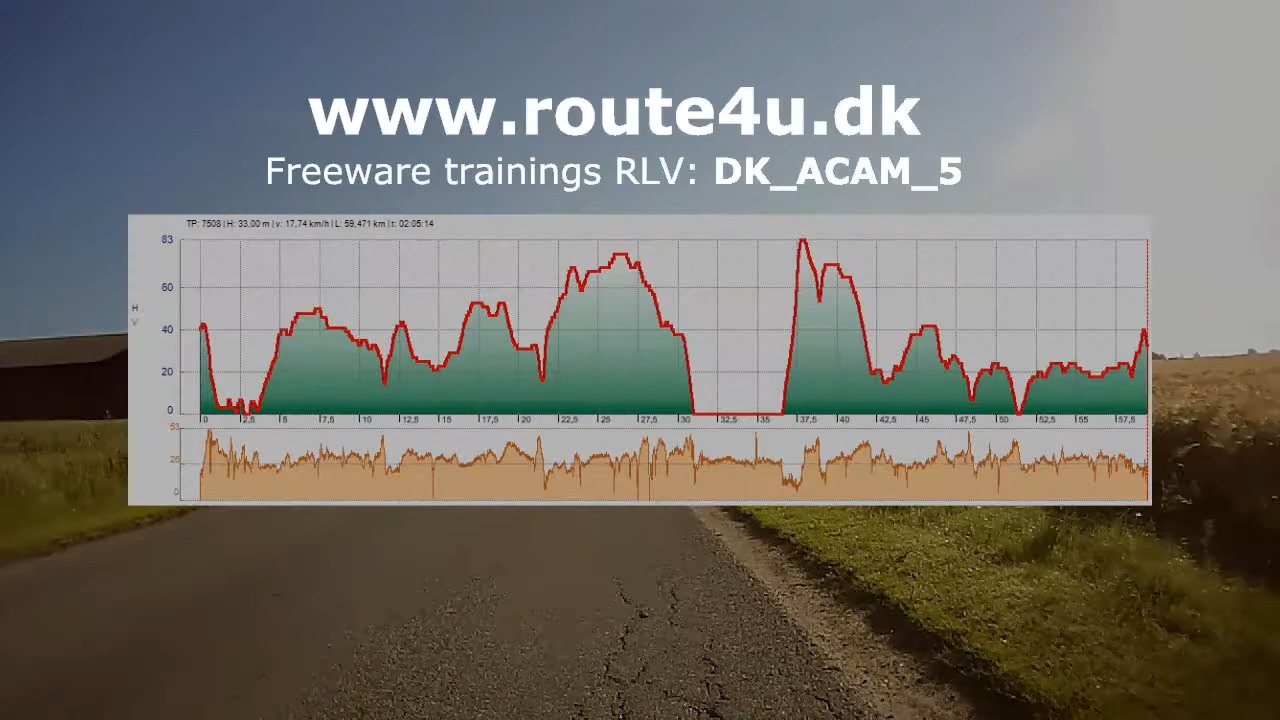 www.route4u.dk
Freeware trainings RLV: DK_ACAM_5
TP: 7508 | H: 33,00 m | v: 17,74 km/h | L: 59,471 km | t: 02:05:14
83
60
H
V
40
20
0
0 2,5 5 7,5 10 12,5 15 17,5 20 22,5 25 27,5 30 32,5 35 37,5 40 42,5 45 47,5 50 52,5 55 57,5
53
26
0